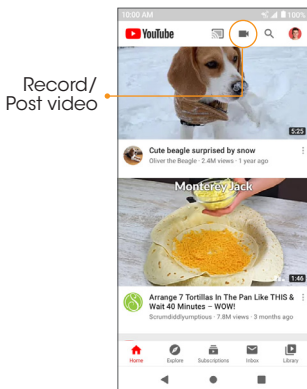 10:00 AM
100%
YouTube
Record/
Post video
5:25
Cute beagle surprised by snow
Oliver the Beagle · 2.4M views · 1 year ago
Monterey Jack
1:46
Arrange 7 Tortillas In The Pan Like THIS &
Wait 40 Minutes – WOW!
Scrumdiddlyumptious · 7.8M views · 3 months ago
Home
Explore
Subscriptions
Inbox
Library